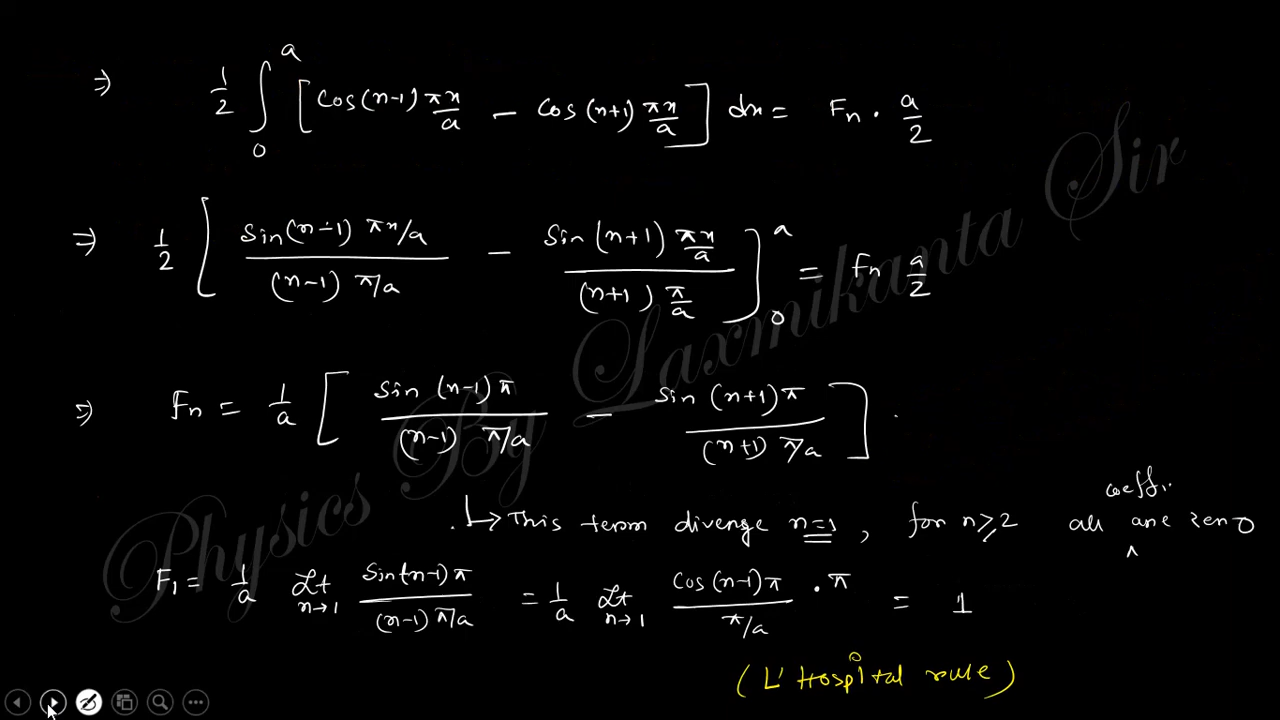 ⇒ 1/2 ∫₀ᵃ [Cos(n-1) πx/a - Cos(n+1) πx/a] dx = Fn · a/2
⇒ 1/2 [ Sin(n-1) πx/a / (n-1) π/a - Sin(n+1) πx/a / (n+1) π/a ]₀ᵃ = Fn a/2
⇒ Fn = 1/a [ Sin (n-1)π / (n-1) π/a - Sin (n+1)π / (n+1) π/a ] .
coeffi.
↳ This term diverge n=1 , for n≥2 all ∧ are zero
F₁ = 1/a Lt n→1 Sin(n-1)π / (n-1)π/a = 1/a Lt n→1 Cos(n-1)π / π/a · π = 1
(L' Hospital rule)
Physics By Laxmikanta Sir